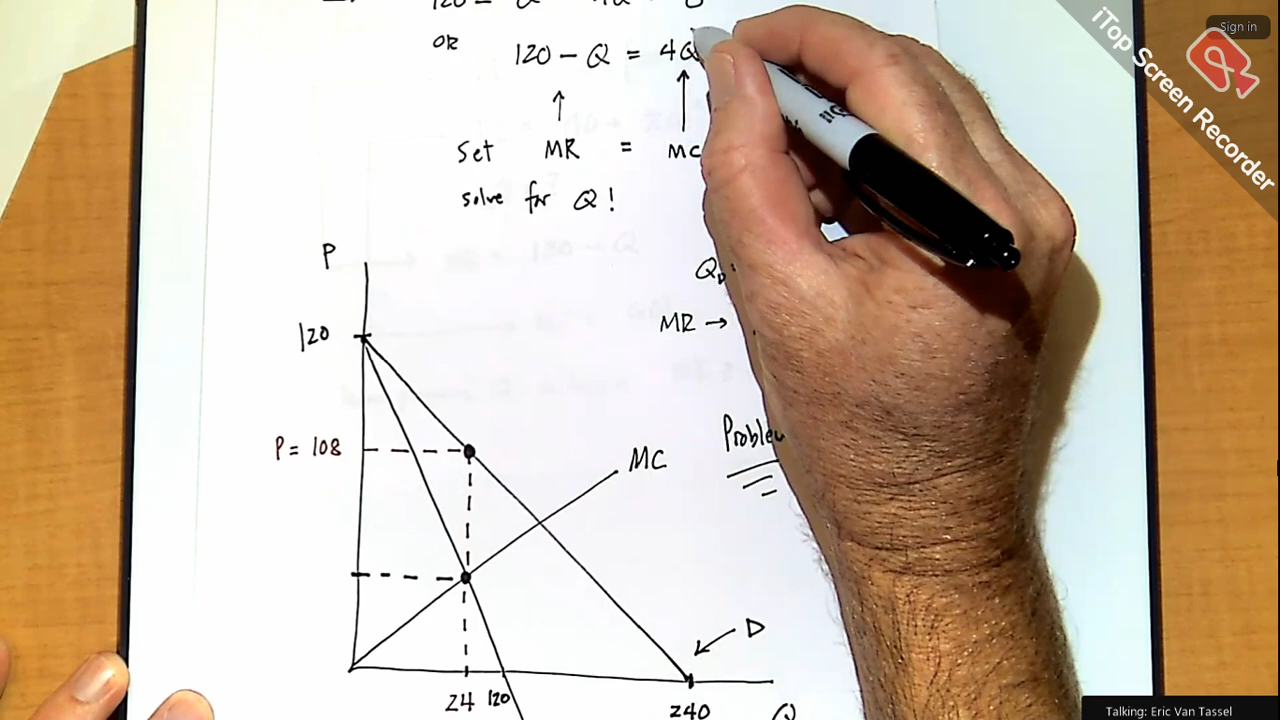 OR 120 – Q = 4Q
Set MR = MC
solve for Q!
P
Q_D
MR →
120
P = 108
MC
D
24 120
240 Q
iTop Screen Recorder
Sign in
Talking: Eric Van Tassel